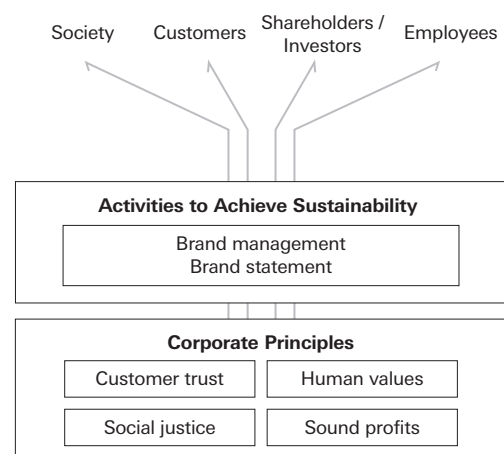 Society
Customers
Shareholders /
Investors
Employees
Activities to Achieve Sustainability
Brand management
Brand statement
Corporate Principles
Customer trust
Human values
Social justice
Sound profits